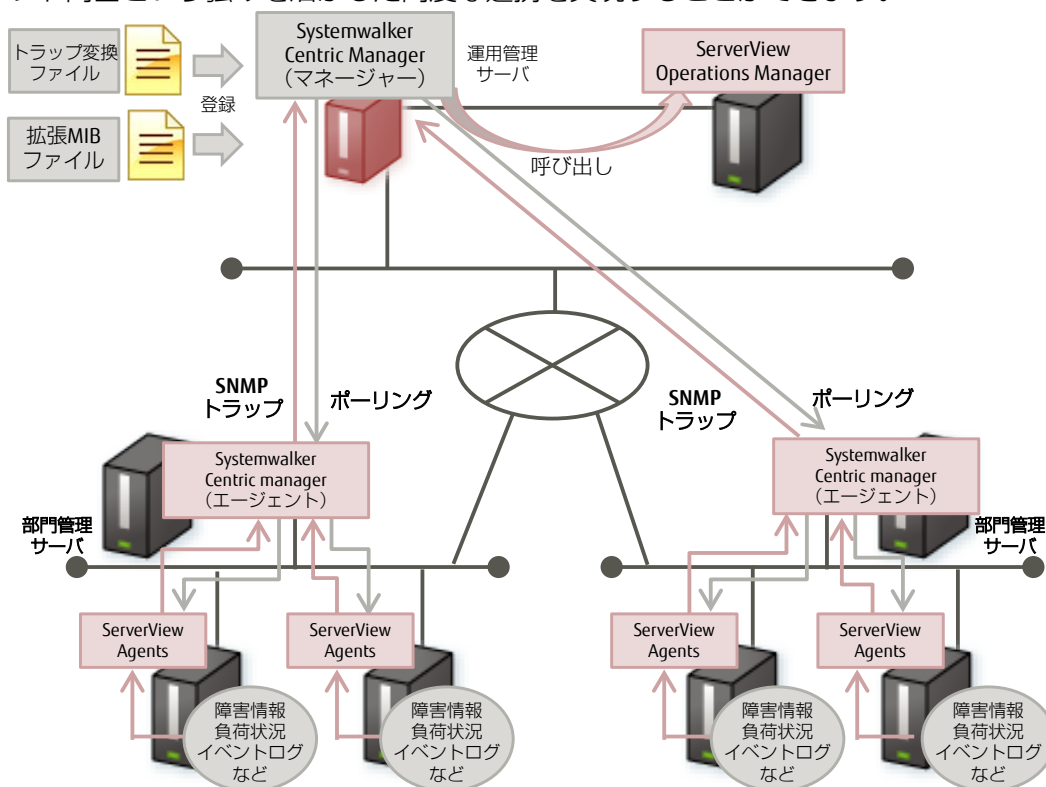 トラップ変換
ファイル
拡張MIB
ファイル
登録
Systemwalker
Centric Manager
（マネージャー）
運用管理
サーバ
ServerView
Operations Manager
呼び出し
SNMP
トラップ
ポーリング
SNMP
トラップ
ポーリング
Systemwalker
Centric manager
（エージェント）
Systemwalker
Centric manager
（エージェント）
部門管理
サーバ
部門管理
サーバ
ServerView
Agents
ServerView
Agents
ServerView
Agents
ServerView
Agents
障害情報
負荷状況
イベントログ
など
障害情報
負荷状況
イベントログ
など
障害情報
負荷状況
イベントログ
など
障害情報
負荷状況
イベントログ
など